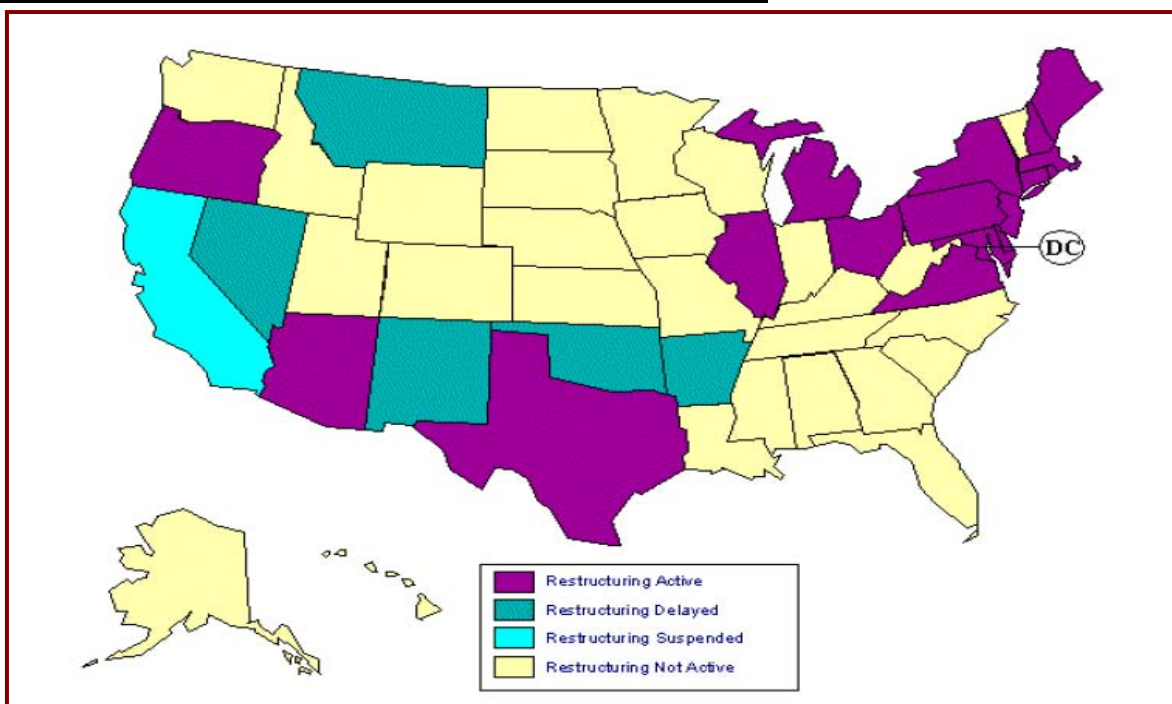 DC
Restructuring Active
Restructuring Delayed
Restructuring Suspended
Restructuring Not Active